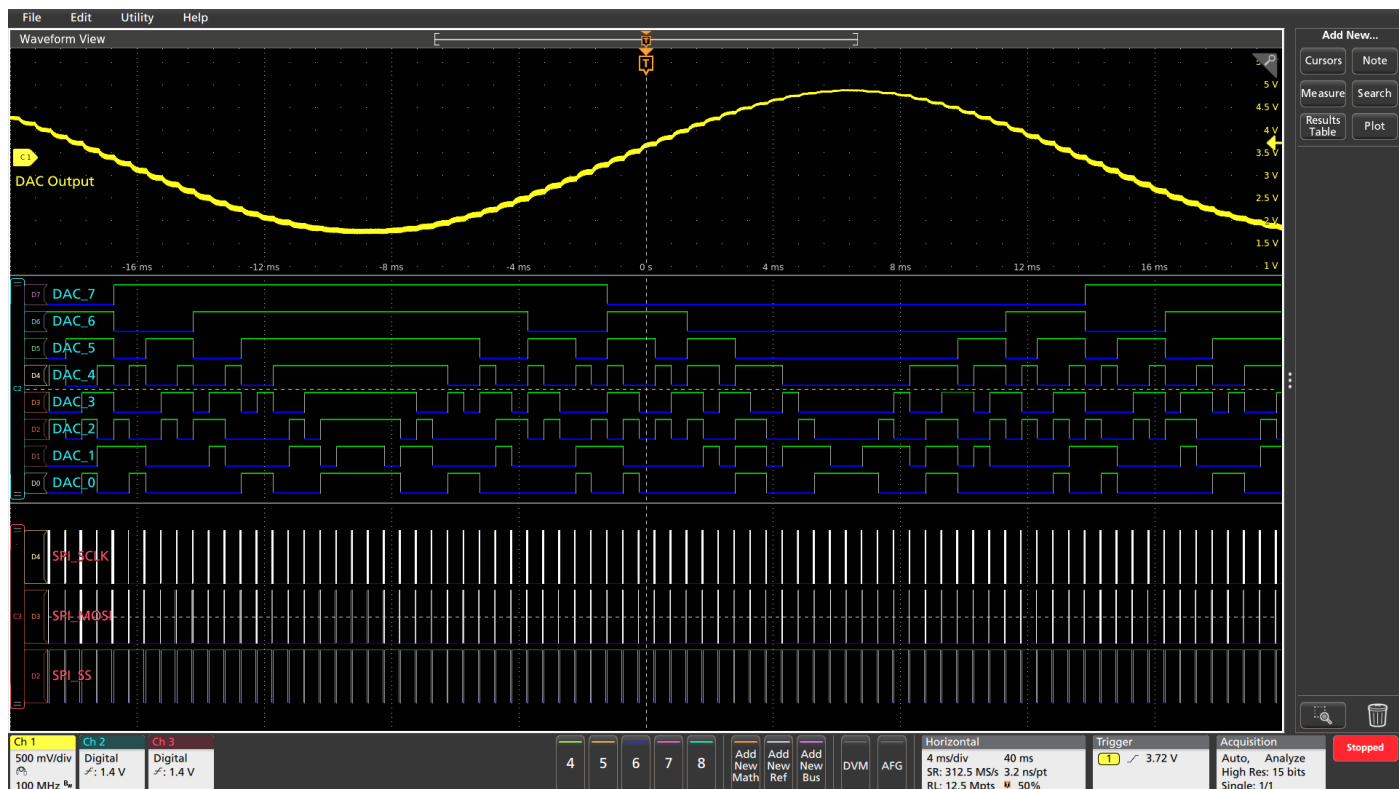 File Edit Utility Help
Waveform View
Add New...
Cursors Note
Measure Search
Results Table Plot
T
T
5 V
4.5 V
4 V
3.5 V
3 V
2.5 V
2 V
1.5 V
1 V
C1
DAC Output
-16 ms -12 ms -8 ms -4 ms 0 s 4 ms 8 ms 12 ms 16 ms
D7 DAC_7
D6 DAC_6
D5 DAC_5
D4 DAC_4
C2
D3 DAC_3
D2 DAC_2
D1 DAC_1
D0 DAC_0
D4 SPI_SCLK
C3 D3 SPI_MOSI
D2 SPI_SS
Ch 1
500 mV/div
100 MHz Bw
Ch 2
Digital
: 1.4 V
Ch 3
Digital
: 1.4 V
4 5 6 7 8
Add New Math
Add New Ref
Add New Bus
DVM AFG
Horizontal
4 ms/div 40 ms
SR: 312.5 MS/s 3.2 ns/pt
RL: 12.5 Mpts 50%
Trigger
1 3.72 V
Acquisition
Auto, Analyze
High Res: 15 bits
Single: 1/1
Stopped